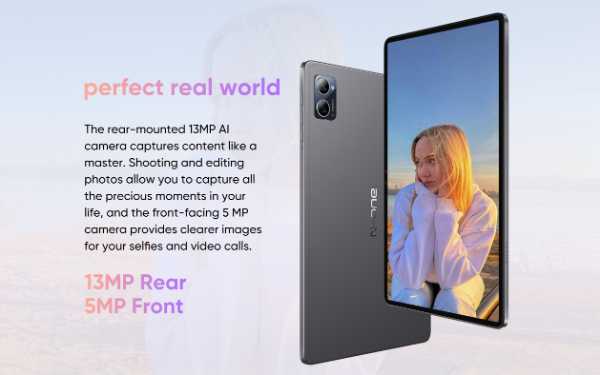 perfect real world
The rear-mounted 13MP AI
camera captures content like a
master. Shooting and editing
photos allow you to capture all
the precious moments in your
life, and the front-facing 5 MP
camera provides clearer images
for your selfies and video calls.
13MP Rear
5MP Front